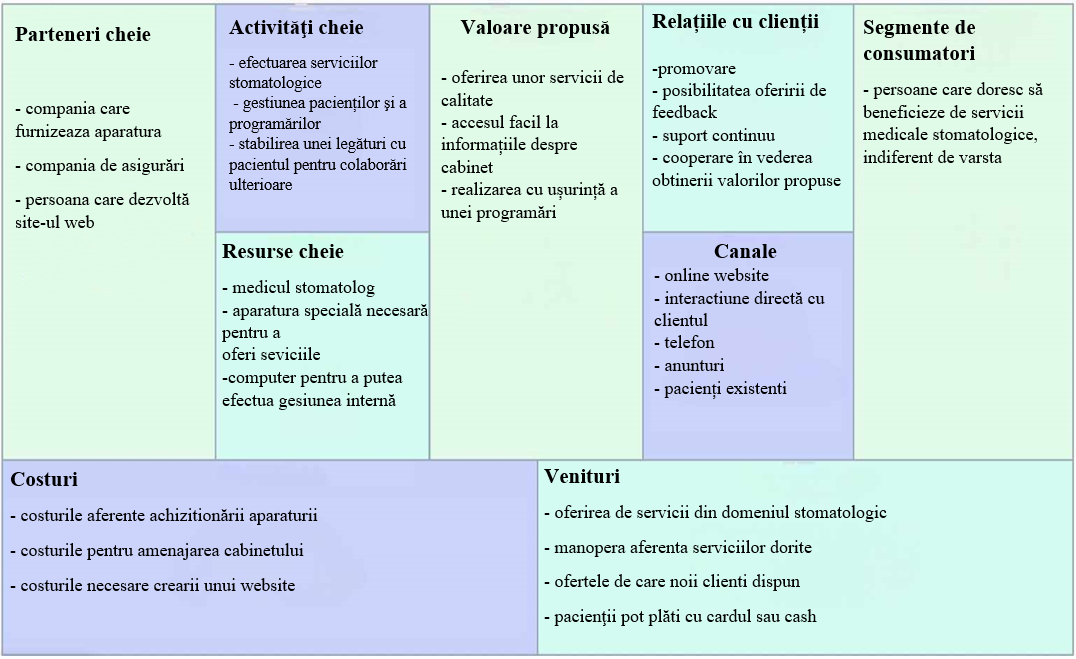 Parteneri cheie
- compania care
furnizeaza aparatura
- compania de asigurări
- persoana care dezvoltă
site-ul web
Activităţi cheie
- efectuarea serviciilor
stomatologice
- gestiunea pacienților şi a
programărilor
- stabilirea unei legături cu
pacientul pentru colaborări
ulterioare
Resurse cheie
- medicul stomatolog
- aparatura specială necesară
pentru a
oferi seviciile
-computer pentru a putea
efectua gesiunea internă
Valoare propusă
- oferirea unor servicii de
calitate
- accesul facil la
informațiile despre
cabinet
- realizarea cu ușurință a
unei programări
Relațiile cu clienții
-promovare
- posibilitatea oferirii de
feedback
- suport continuu
- cooperare în vederea
obtinerii valorilor propuse
Canale
- online website
- interactiune directă cu
clientul
- telefon
- anunturi
- pacienți existenti
Segmente de
consumatori
- persoane care doresc să
beneficieze de servicii
medicale stomatologice,
indiferent de varsta
Costuri
- costurile aferente achizitionării aparaturii
- costurile pentru amenajarea cabinetului
- costurile necesare crearii unui website
Venituri
- oferirea de servicii din domeniul stomatologic
- manopera aferenta serviciilor dorite
- ofertele de care noii clienti dispun
- pacienţii pot plăti cu cardul sau cash